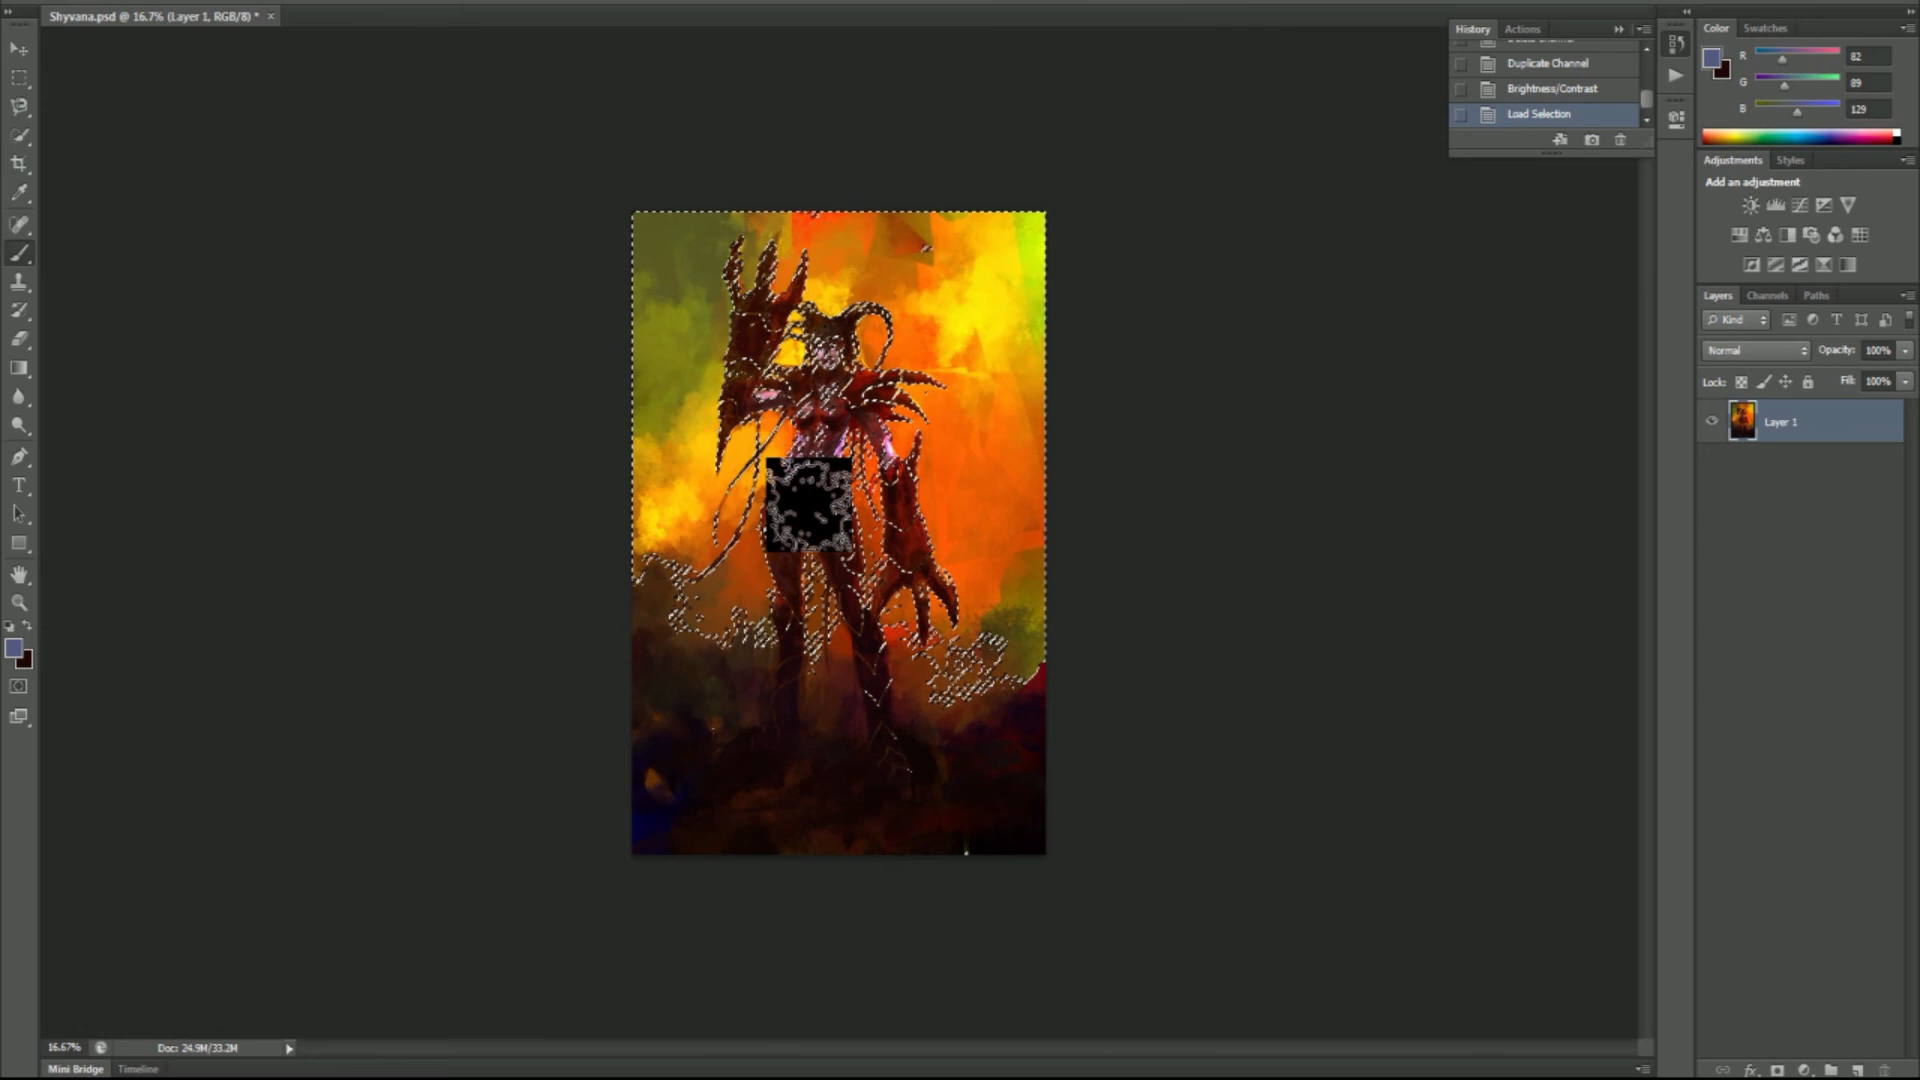 Shyvana.psd @ 16.7% (Layer 1, RGB/8) * ×
History Actions
Duplicate Channel
Brightness/Contrast
Load Selection
Color Swatches
R 82
G 89
B 129
Adjustments Styles
Add an adjustment
Layers Channels Paths
Kind
Normal Opacity: 100%
Lock: Fill: 100%
Layer 1
16.67% Doc: 24.9M/33.2M
Mini Bridge Timeline